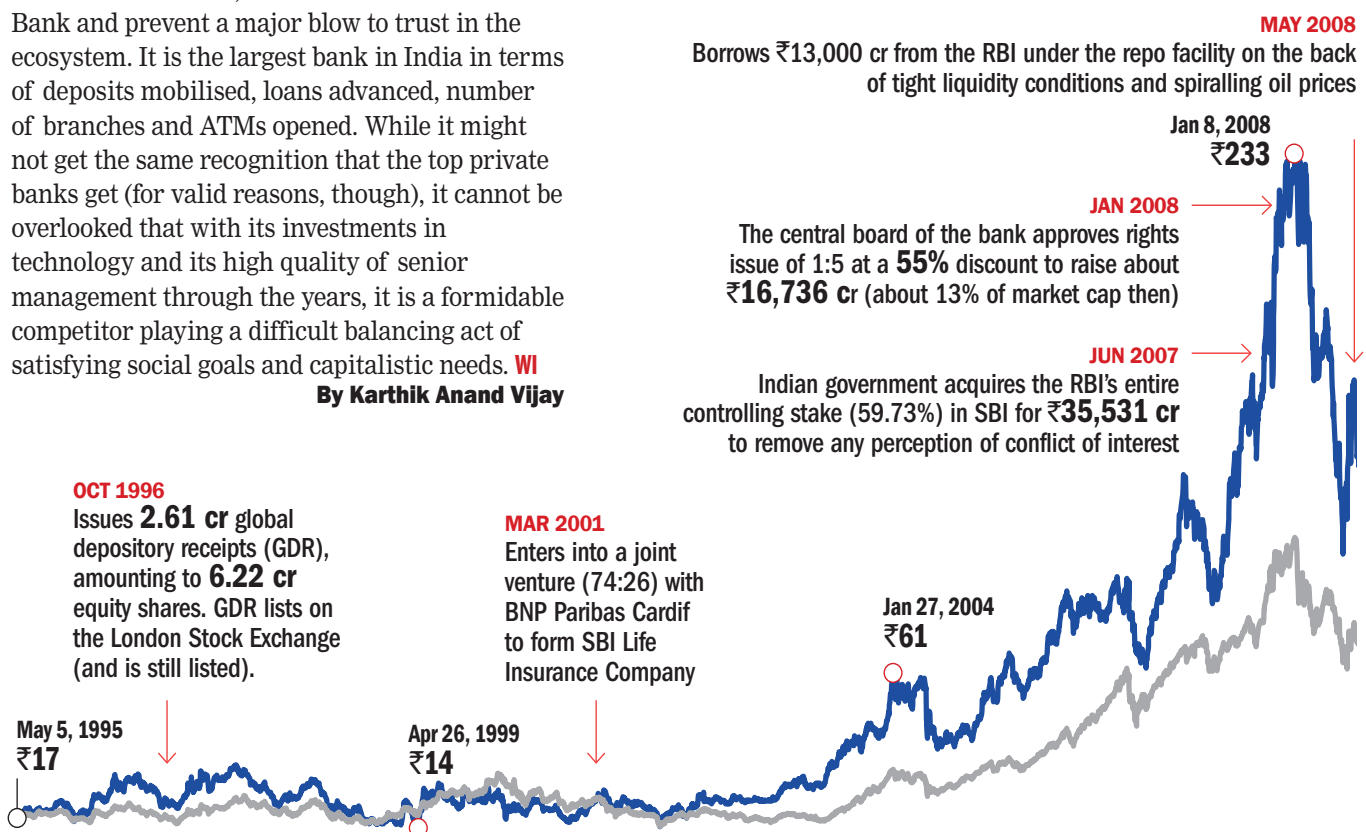 Bank and prevent a major blow to trust in the
ecosystem. It is the largest bank in India in terms
of deposits mobilised, loans advanced, number
of branches and ATMs opened. While it might
not get the same recognition that the top private
banks get (for valid reasons, though), it cannot be
overlooked that with its investments in
technology and its high quality of senior
management through the years, it is a formidable
competitor playing a difficult balancing act of
satisfying social goals and capitalistic needs. WI
By Karthik Anand Vijay
MAY 2008
Borrows ₹13,000 cr from the RBI under the repo facility on the back
of tight liquidity conditions and spiralling oil prices
Jan 8, 2008
₹233
JAN 2008
The central board of the bank approves rights
issue of 1:5 at a 55% discount to raise about
₹16,736 cr (about 13% of market cap then)
JUN 2007
Indian government acquires the RBI's entire
controlling stake (59.73%) in SBI for ₹35,531 cr
to remove any perception of conflict of interest
OCT 1996
Issues 2.61 cr global
depository receipts (GDR),
amounting to 6.22 cr
equity shares. GDR lists on
the London Stock Exchange
(and is still listed).
MAR 2001
Enters into a joint
venture (74:26) with
BNP Paribas Cardif
to form SBI Life
Insurance Company
Jan 27, 2004
₹61
May 5, 1995
₹17
Apr 26, 1999
₹14